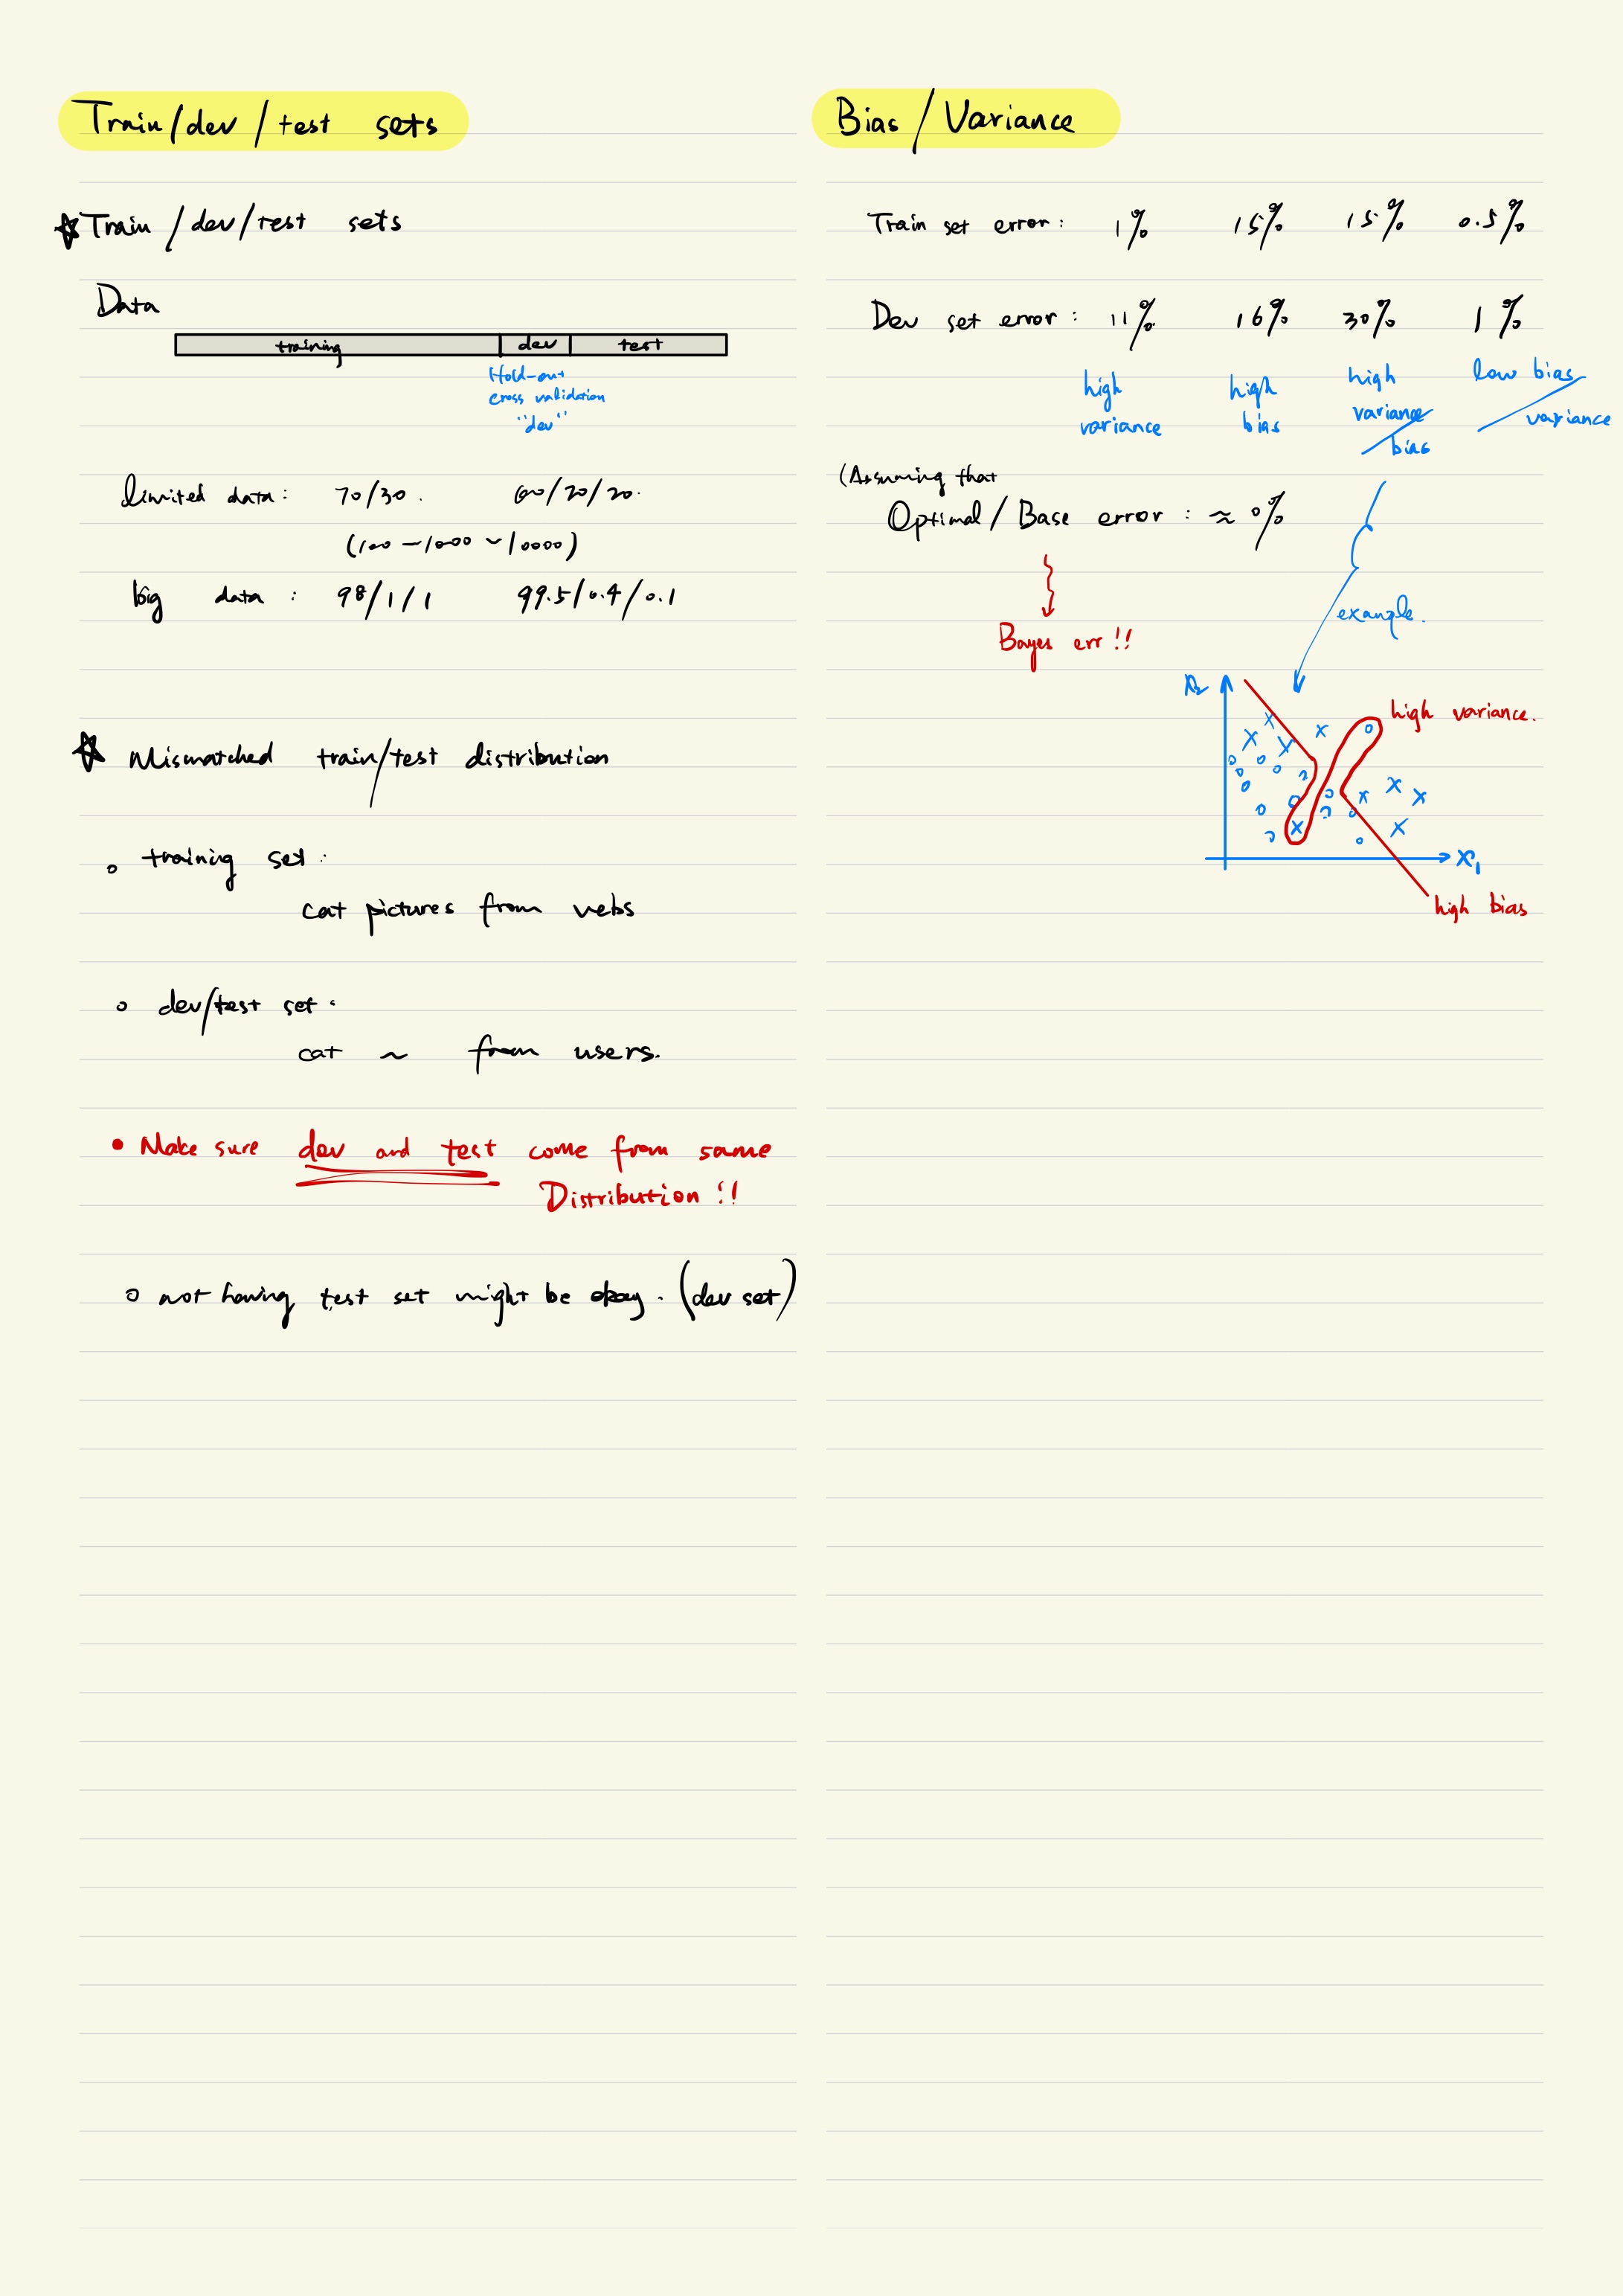 Train/dev/test sets
Train/dev/test sets
Data
training dev test
Hold-out
cross validation
"dev"
limited data: 70/30. 60/20/20.
(100 ~ 1000 ~ 10000)
big data: 98/1/1 99.5/0.4/0.1
Mismatched train/test distribution
training set:
cat pictures from webs
dev/test set:
cat ~ from users.
Make sure dev and test come from same
Distribution!!
not having test set might be okay. (dev set)
Bias/Variance
Train set error: 1% 15% 15% 0.5%
Dev set error: 11% 16% 30% 1%
high
variance
high
bias
high
variance
bias
low bias
variance
(Assuming that
Optimal/Base error: ≈ 0%
Bayes err!!
example.
x2
high variance.
x1
high bias